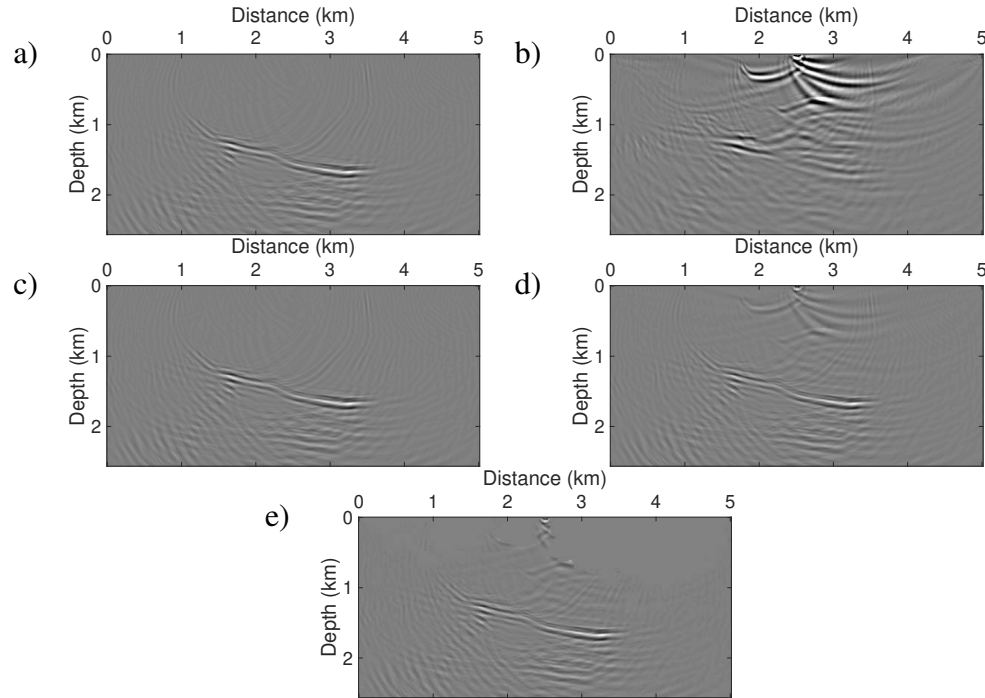 Distance (km)
0 1 2 3 4 5
a)
Depth (km)
0
1
2
Distance (km)
0 1 2 3 4 5
b)
Depth (km)
0
1
2
Distance (km)
0 1 2 3 4 5
c)
Depth (km)
0
1
2
Distance (km)
0 1 2 3 4 5
d)
Depth (km)
0
1
2
Distance (km)
0 1 2 3 4 5
e)
Depth (km)
0
1
2